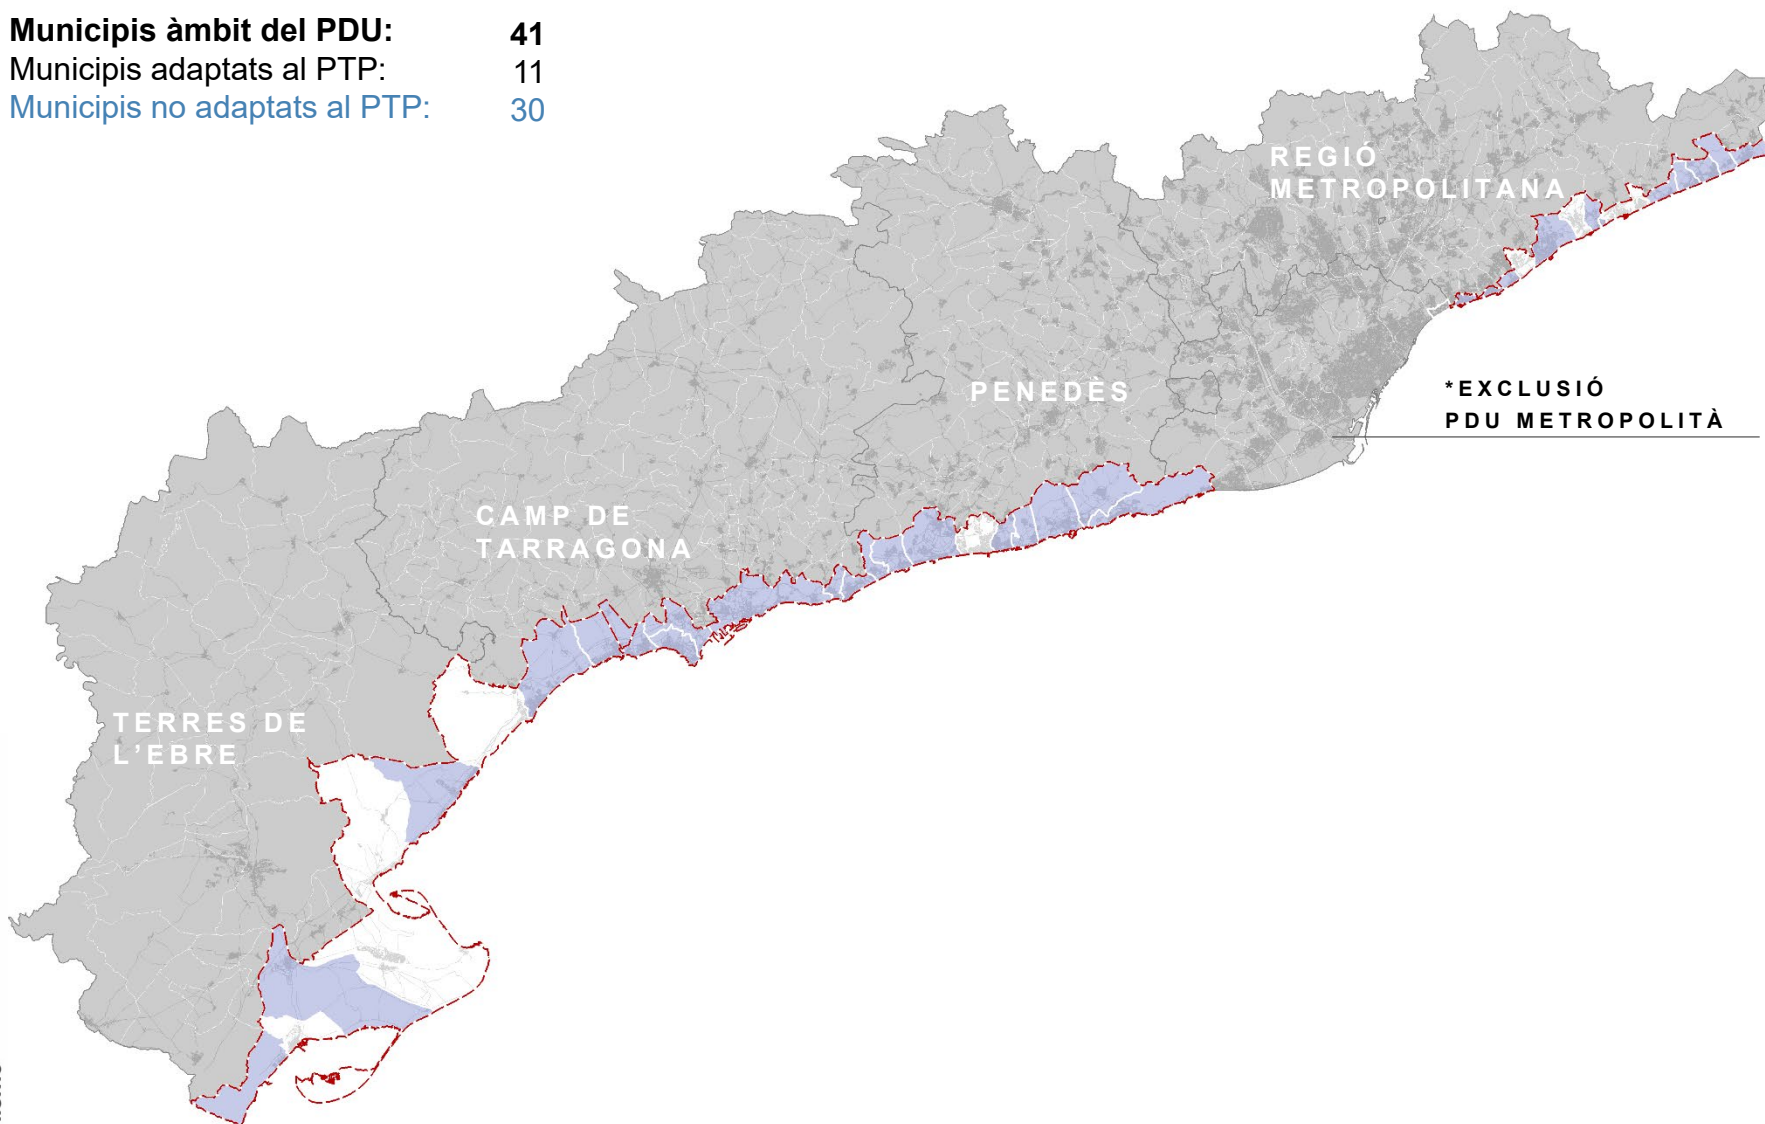 Municipis àmbit del PDU: 41
Municipis adaptats al PTP: 11
Municipis no adaptats al PTP: 30
REGIÓ
METROPOLITANA
PENEDÈS
*EXCLUSIÓ
PDU METROPOLITÀ
CAMP DE
TARRAGONA
TERRES DE
L’EBRE